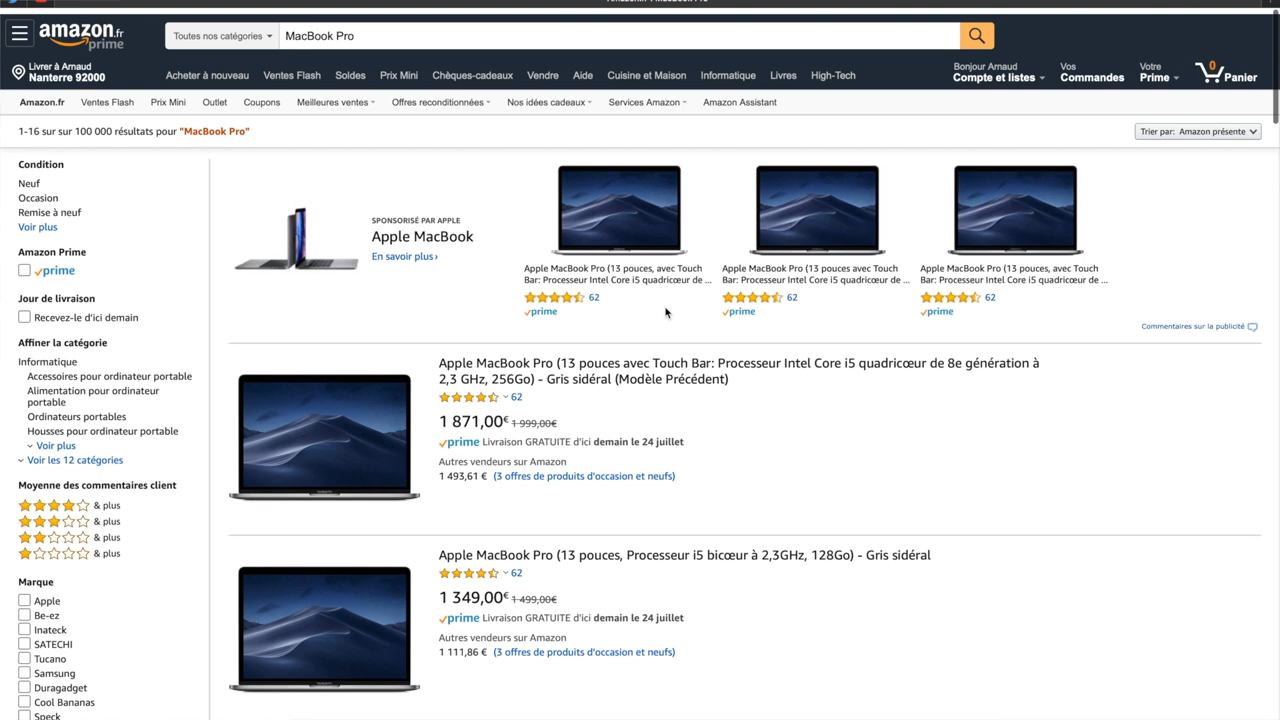 amazon.fr
prime
Toutes nos catégories
MacBook Pro
Livrer à Arnaud
Nanterre 92000
Acheter à nouveau
Ventes Flash
Soldes
Prix Mini
Chèques-cadeaux
Vendre
Aide
Cuisine et Maison
Informatique
Livres
High-Tech
Bonjour Arnaud
Compte et listes
Vos
Commandes
Votre
Prime
0
Panier
Amazon.fr
Ventes Flash
Prix Mini
Outlet
Coupons
Meilleures ventes
Offres reconditionnées
Nos idées cadeaux
Services Amazon
Amazon Assistant
1-16 sur sur 100 000 résultats pour "MacBook Pro"
Trier par: Amazon présente
Condition
Neuf
Occasion
Remise à neuf
Voir plus
Amazon Prime
prime
Jour de livraison
Recevez-le d'ici demain
Affiner la catégorie
Informatique
Accessoires pour ordinateur portable
Alimentation pour ordinateur
portable
Ordinateurs portables
Housses pour ordinateur portable
Voir plus
Voir les 12 catégories
Moyenne des commentaires client
& plus
& plus
& plus
& plus
Marque
Apple
Be-ez
Inateck
SATECHI
Tucano
Samsung
Duragadget
Cool Bananas
Speck
SPONSORISÉ PAR APPLE
Apple MacBook
En savoir plus ›
Apple MacBook Pro (13 pouces, avec Touch
Bar: Processeur Intel Core i5 quadricœur de ...
62
prime
Apple MacBook Pro (13 pouces avec Touch
Bar: Processeur Intel Core i5 quadricœur de ...
62
prime
Apple MacBook Pro (13 pouces, avec Touch
Bar: Processeur Intel Core i5 quadricœur de ...
62
prime
Commentaires sur la publicité
Apple MacBook Pro (13 pouces avec Touch Bar: Processeur Intel Core i5 quadricœur de 8e génération à
2,3 GHz, 256Go) - Gris sidéral (Modèle Précédent)
62
1 871,00€ 1 999,00€
prime Livraison GRATUITE d'ici demain le 24 juillet
Autres vendeurs sur Amazon
1 493,61 € (3 offres de produits d'occasion et neufs)
Apple MacBook Pro (13 pouces, Processeur i5 bicœur à 2,3GHz, 128Go) - Gris sidéral
62
1 349,00€ 1 499,00€
prime Livraison GRATUITE d'ici demain le 24 juillet
Autres vendeurs sur Amazon
1 111,86 € (3 offres de produits d'occasion et neufs)